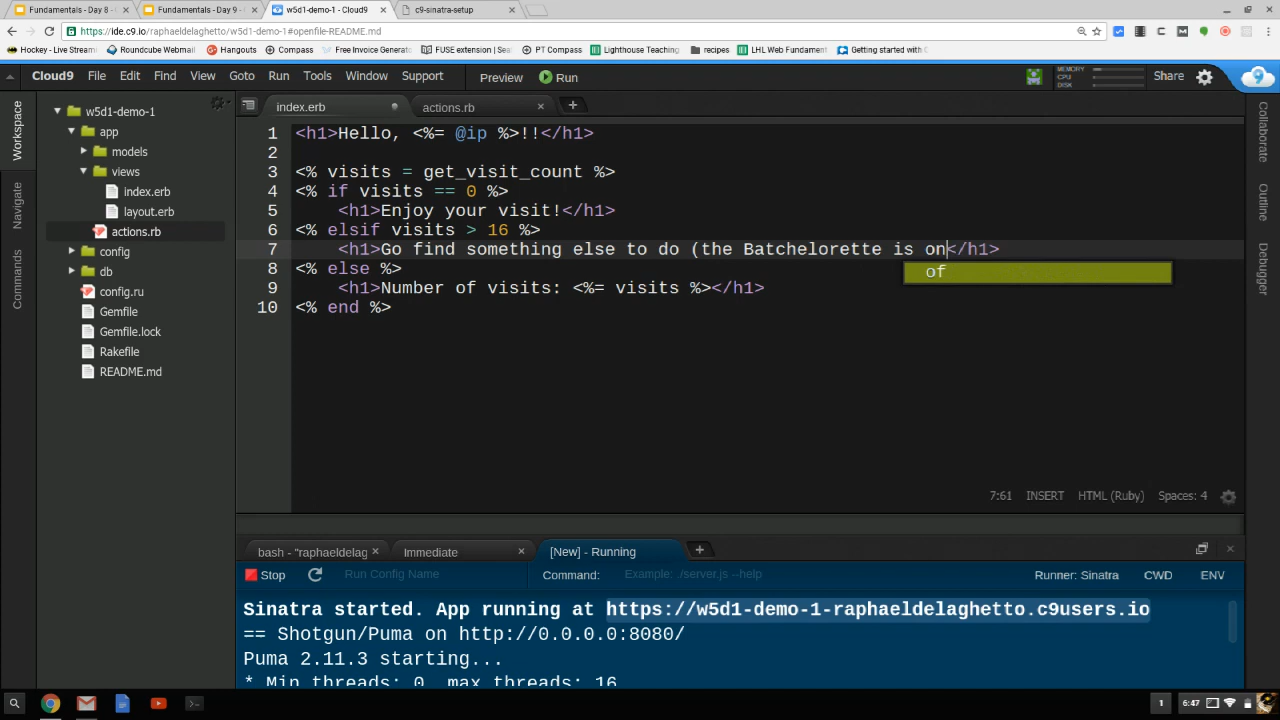 Fundamentals - Day 8 - 
Fundamentals - Day 9 - 
w5d1-demo-1 - Cloud9
c9-sinatra-setup
https://ide.c9.io/raphaeldelaghetto/w5d1-demo-1#openfile-README.md
Hockey - Live Stream
Roundcube Webmail
Hangouts
Compass
Free Invoice Generato
FUSE extension | Sea
PT Compass
Lighthouse Teaching
recipes
LHL Web Fundament
Getting started with C
Cloud9 File Edit Find View Goto Run Tools Window Support Preview Run
MEMORY
CPU
DISK
Share
Workspace
Navigate
Commands
w5d1-demo-1
app
models
views
index.erb
layout.erb
actions.rb
config
db
config.ru
Gemfile
Gemfile.lock
Rakefile
README.md
index.erb
actions.rb
1 <h1>Hello, <%= @ip %>!!</h1>
2
3 <% visits = get_visit_count %>
4 <% if visits == 0 %>
5     <h1>Enjoy your visit!</h1>
6 <% elsif visits > 16 %>
7     <h1>Go find something else to do (the Batchelorette is on</h1>
of
8 <% else %>
9     <h1>Number of visits: <%= visits %></h1>
10 <% end %>
7:61 INSERT HTML (Ruby) Spaces: 4
Collaborate
Outline
Debugger
bash - "raphaeldelag
Immediate
[New] - Running
Stop
Run Config Name
Command:
Example: ./server.js --help
Runner: Sinatra
CWD
ENV
Sinatra started. App running at https://w5d1-demo-1-raphaeldelaghetto.c9users.io
== Shotgun/Puma on http://0.0.0.0:8080/
Puma 2.11.3 starting...
* Min threads: 0, max threads: 16
1
6:47